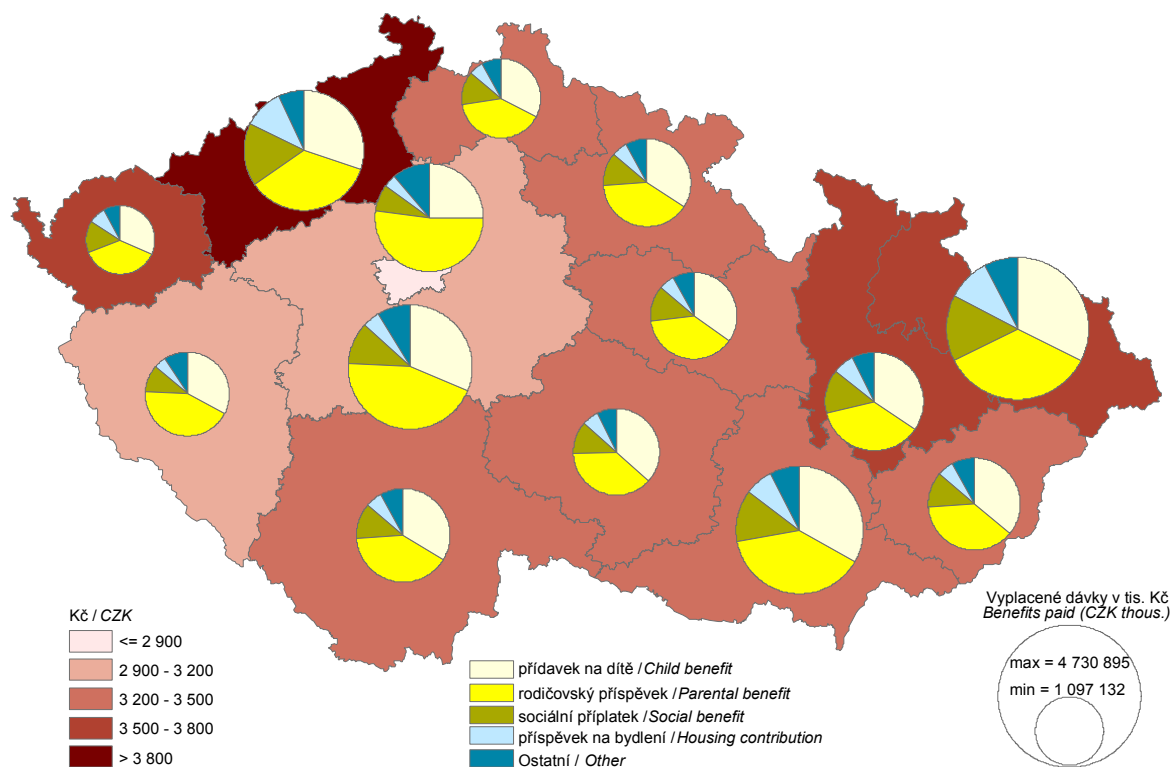 Kč / CZK
<= 2 900
2 900 - 3 200
3 200 - 3 500
3 500 - 3 800
> 3 800
přídavek na dítě / Child benefit
rodičovský příspěvek / Parental benefit
sociální příplatek / Social benefit
příspěvek na bydlení / Housing contribution
Ostatní / Other
Vyplacené dávky v tis. Kč
Benefits paid (CZK thous.)
max = 4 730 895
min = 1 097 132